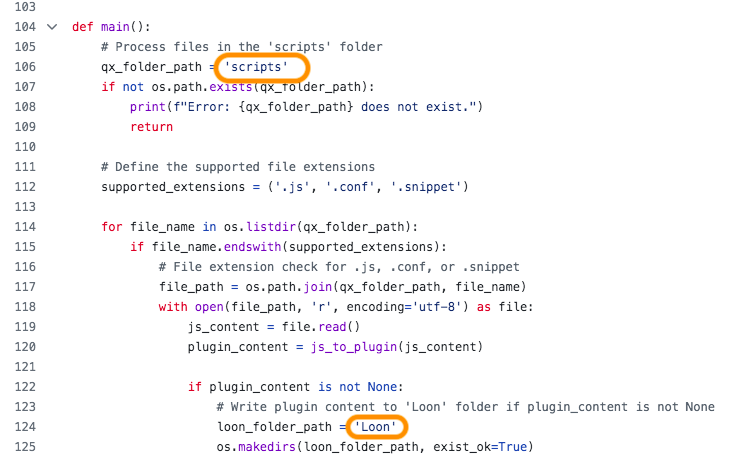 103
104 def main():
105 # Process files in the 'scripts' folder
106 qx_folder_path = 'scripts'
107 if not os.path.exists(qx_folder_path):
108 print(f"Error: {qx_folder_path} does not exist.")
109 return
110
111 # Define the supported file extensions
112 supported_extensions = ('.js', '.conf', '.snippet')
113
114 for file_name in os.listdir(qx_folder_path):
115 if file_name.endswith(supported_extensions):
116 # File extension check for .js, .conf, or .snippet
117 file_path = os.path.join(qx_folder_path, file_name)
118 with open(file_path, 'r', encoding='utf-8') as file:
119 js_content = file.read()
120 plugin_content = js_to_plugin(js_content)
121
122 if plugin_content is not None:
123 # Write plugin content to 'Loon' folder if plugin_content is not None
124 loon_folder_path = 'Loon'
125 os.makedirs(loon_folder_path, exist_ok=True)